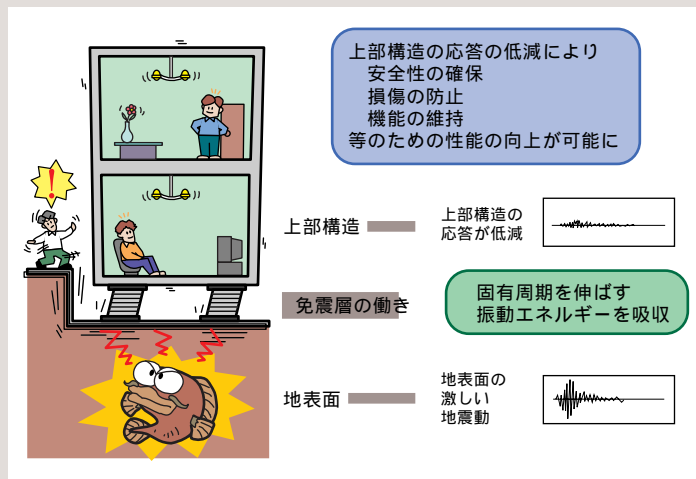 上部構造の応答の低減により
安全性の確保
損傷の防止
機能の維持
等のための性能の向上が可能に
!
上部構造
上部構造の
応答が低減
免震層の働き
固有周期を伸ばす
振動エネルギーを吸収
地表面
地表面の
激しい
地震動